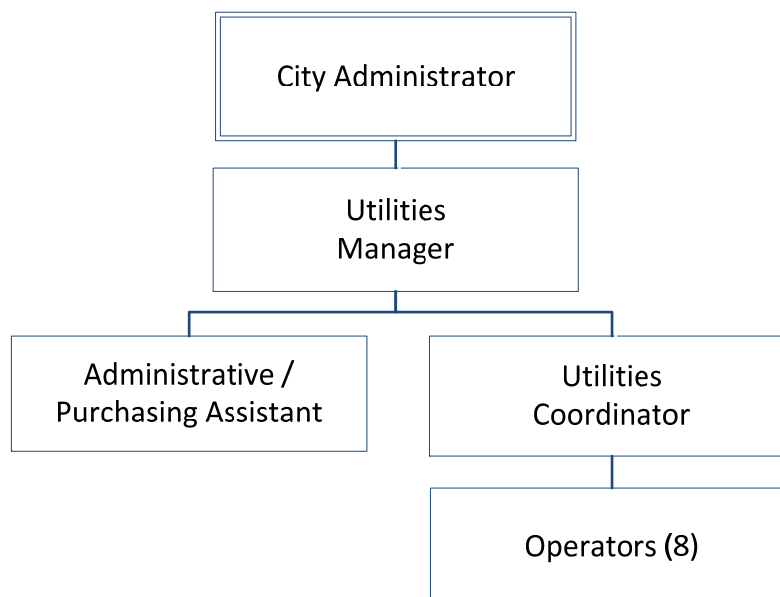 City Administrator
Utilities
Manager
Administrative /
Purchasing Assistant
Utilities
Coordinator
Operators (8)